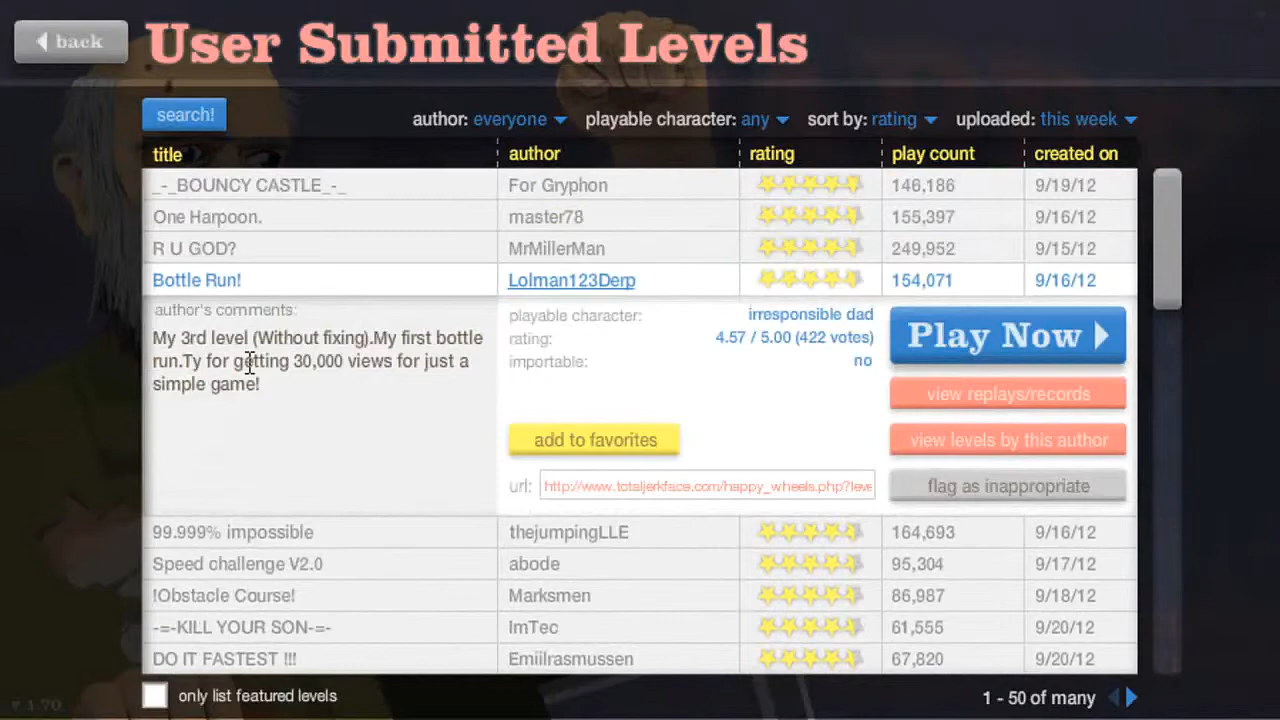 back
User Submitted Levels
search!
author: everyone playable character: any sort by: rating uploaded: this week
title author rating play count created on
_-_BOUNCY CASTLE_-_ For Gryphon 146,186 9/19/12
One Harpoon. master78 155,397 9/16/12
R U GOD? MrMillerMan 249,952 9/15/12
Bottle Run! Lolman123Derp 154,071 9/16/12
author's comments:
My 3rd level (Without fixing).My first bottle
run.Ty for getting 30,000 views for just a
simple game!
playable character: irresponsible dad
rating: 4.57 / 5.00 (422 votes)
importable: no
add to favorites
url: http://www.totaljerkface.com/happy_wheels.php?leve
Play Now
view replays/records
view levels by this author
flag as inappropriate
99.999% impossible thejumpingLLE 164,693 9/16/12
Speed challenge V2.0 abode 95,304 9/17/12
!Obstacle Course! Marksmen 86,987 9/18/12
-=-KILL YOUR SON-=- ImTec 61,555 9/20/12
DO IT FASTEST !!! Emiilrasmussen 67,820 9/20/12
only list featured levels
1 - 50 of many
v 1.70